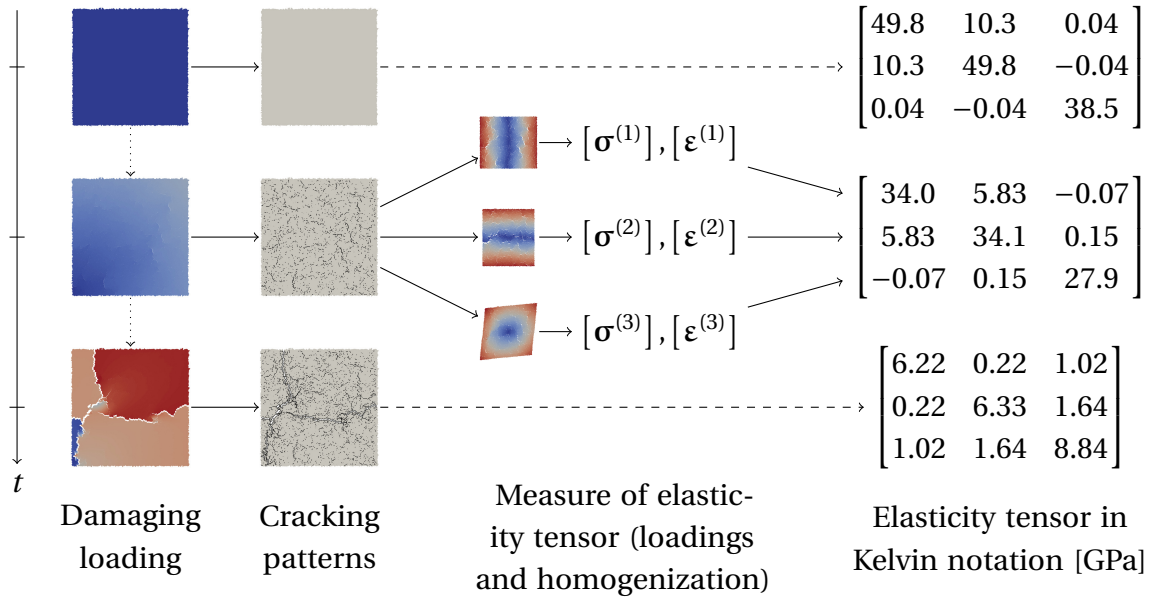 49.8 10.3 0.04
10.3 49.8 −0.04
0.04 −0.04 38.5
[σ⁽¹⁾], [ε⁽¹⁾]
[σ⁽²⁾], [ε⁽²⁾]
[σ⁽³⁾], [ε⁽³⁾]
34.0 5.83 −0.07
5.83 34.1 0.15
−0.07 0.15 27.9
6.22 0.22 1.02
0.22 6.33 1.64
1.02 1.64 8.84
t
Damaging
loading
Cracking
patterns
Measure of elastic-
ity tensor (loadings
and homogenization)
Elasticity tensor in
Kelvin notation [GPa]